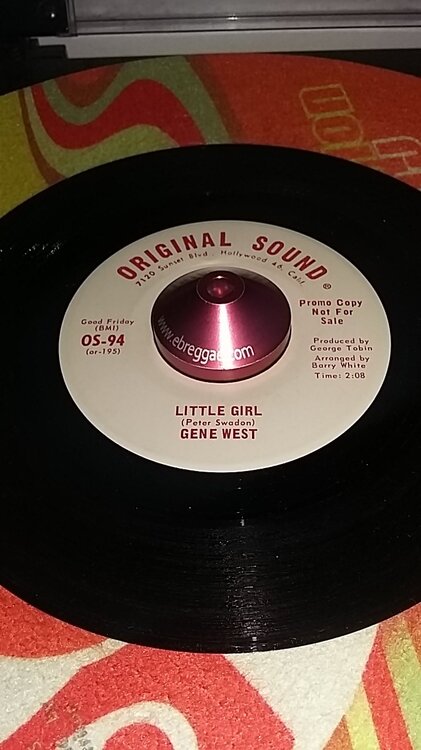 ORIGINAL SOUND
®
7120 Sunset Blvd., Hollywood 46, Calif.
Good Friday
(BMI)
OS-94
(or-195)
Promo Copy
Not For
Sale
Produced by
George Tobin
Arranged by
Barry White
Time: 2:08
www.ebreggae.com
LITTLE GIRL
(Peter Swadon)
GENE WEST